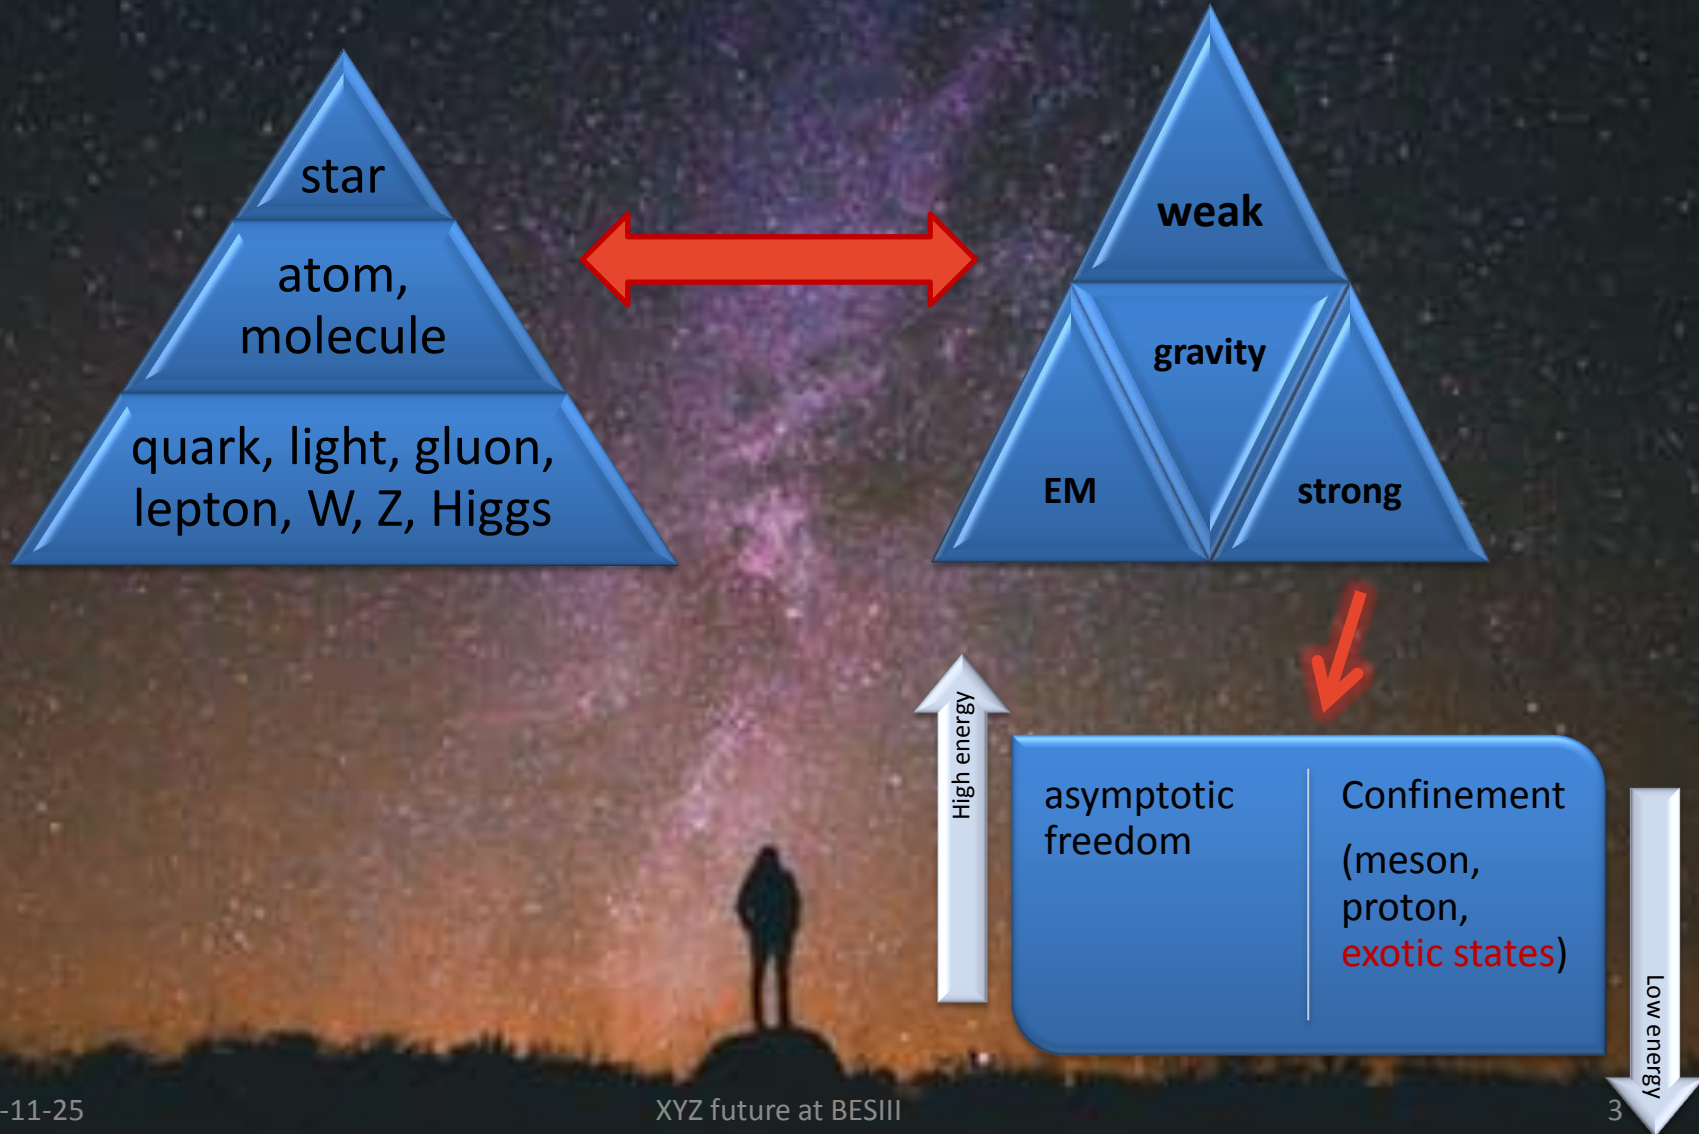 star
atom,
molecule
quark, light, gluon,
lepton, W, Z, Higgs
weak
gravity
EM
strong
High energy
asymptotic
freedom
Confinement
(meson,
proton,
exotic states)
Low energy
-11-25
XYZ future at BESIII
3